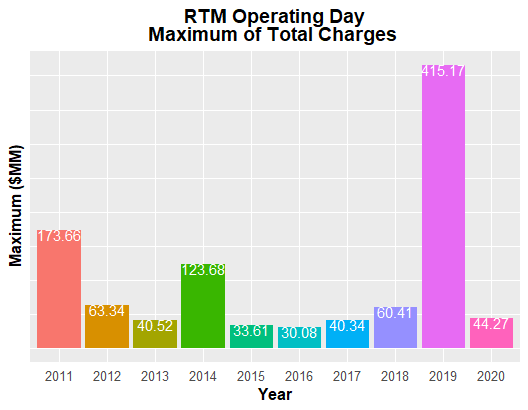 RTM Operating Day
Maximum of Total Charges
Maximum ($MM)
173.66
63.34
40.52
123.68
33.61
30.08
40.34
60.41
415.17
44.27
2011 2012 2013 2014 2015 2016 2017 2018 2019 2020
Year